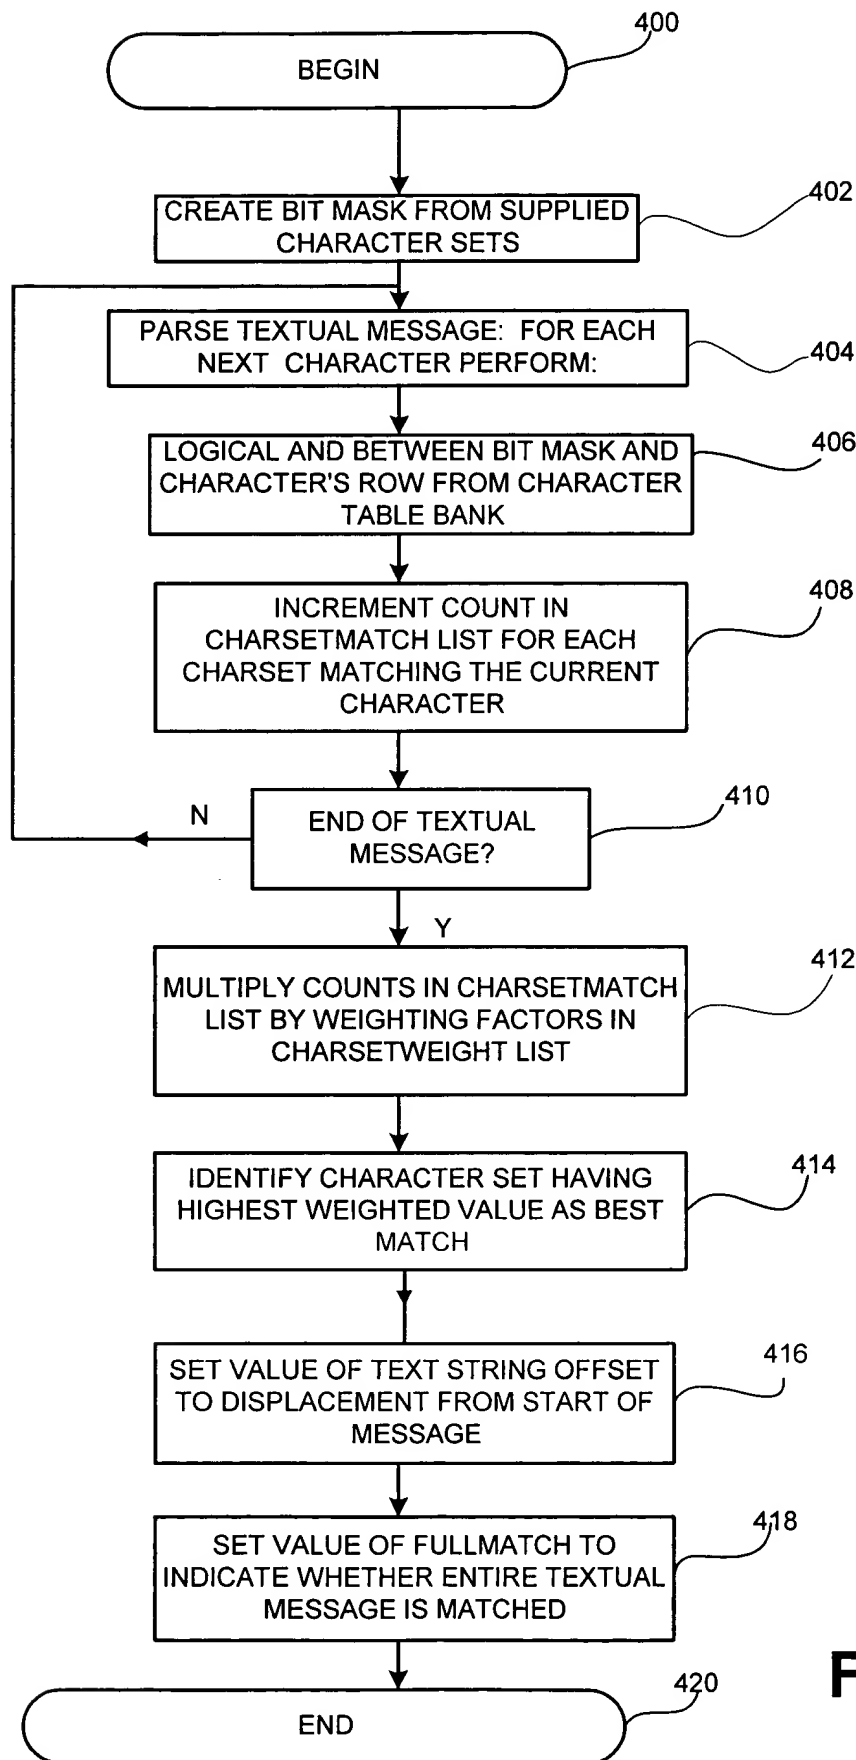 400
BEGIN
402
CREATE BIT MASK FROM SUPPLIED
CHARACTER SETS
PARSE TEXTUAL MESSAGE: FOR EACH
NEXT CHARACTER PERFORM:
404
LOGICAL AND BETWEEN BIT MASK AND
CHARACTER'S ROW FROM CHARACTER
TABLE BANK
406
INCREMENT COUNT IN
CHARSETMATCH LIST FOR EACH
CHARSET MATCHING THE CURRENT
CHARACTER
408
410
N
END OF TEXTUAL
MESSAGE?
Y
412
MULTIPLY COUNTS IN CHARSETMATCH
LIST BY WEIGHTING FACTORS IN
CHARSETWEIGHT LIST
414
IDENTIFY CHARACTER SET HAVING
HIGHEST WEIGHTED VALUE AS BEST
MATCH
416
SET VALUE OF TEXT STRING OFFSET
TO DISPLACEMENT FROM START OF
MESSAGE
418
SET VALUE OF FULLMATCH TO
INDICATE WHETHER ENTIRE TEXTUAL
MESSAGE IS MATCHED
420
END